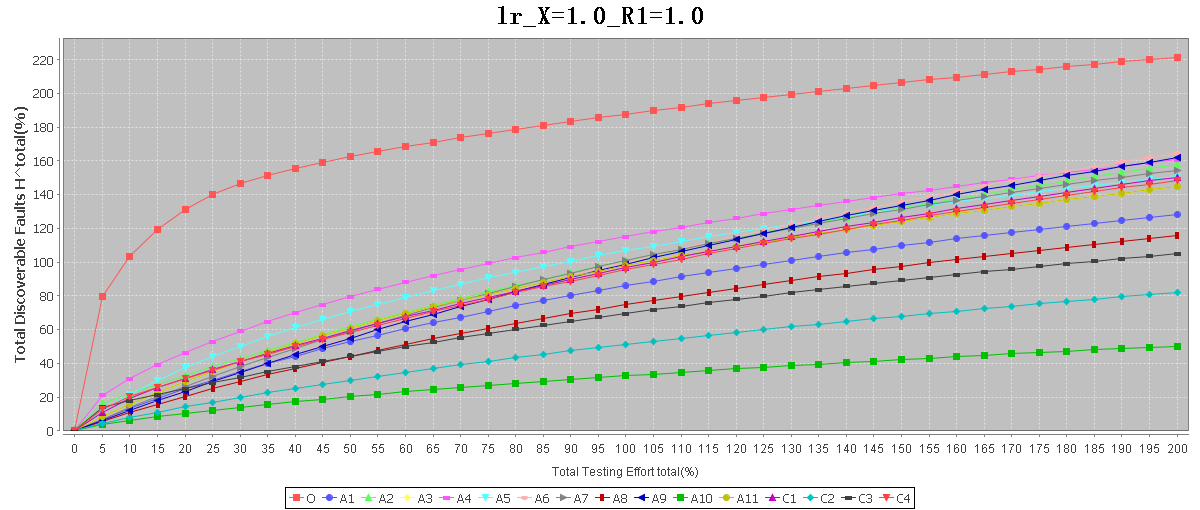 lr_X=1.0_R1=1.0
Total Discoverable Faults H^total(%)
220
200
180
160
140
120
100
80
60
40
20
0
0 5 10 15 20 25 30 35 40 45 50 55 60 65 70 75 80 85 90 95 100 105 110 115 120 125 130 135 140 145 150 155 160 165 170 175 180 185 190 195 200
Total Testing Effort total(%)
O A1 A2 A3 A4 A5 A6 A7 A8 A9 A10 A11 C1 C2 C3 C4